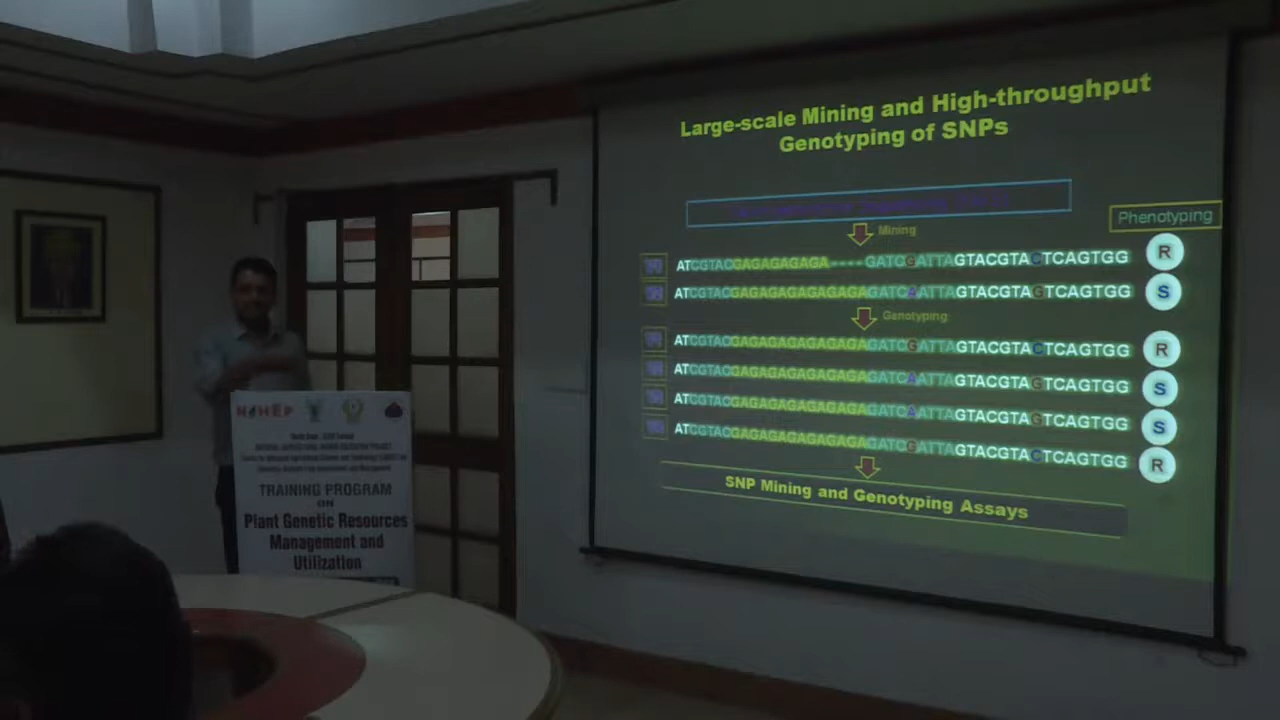 Large-scale Mining and High-throughput
Genotyping of SNPs
Phenotyping
Mining
ATCGTACGAGAGAGAGA----GATCGATTAGTACGTACTCAGTGG R
ATCGTACGAGAGAGAGAGAGAGATCAATTAGTACGTAGTCAGTGG S
Genotyping
ATCGTACGAGAGAGAGAGAGAGATCGATTAGTACGTACTCAGTGG R
ATCGTACGAGAGAGAGAGAGAGATCAATTAGTACGTAGTCAGTGG S
ATCGTACGAGAGAGAGAGAGAGATCAATTAGTACGTAGTCAGTGG S
ATCGTACGAGAGAGAGAGAGAGATCGATTAGTACGTACTCAGTGG R
SNP Mining and Genotyping Assays
NAHEP
TRAINING PROGRAM
ON
Plant Genetic Resources
Management and
Utilization